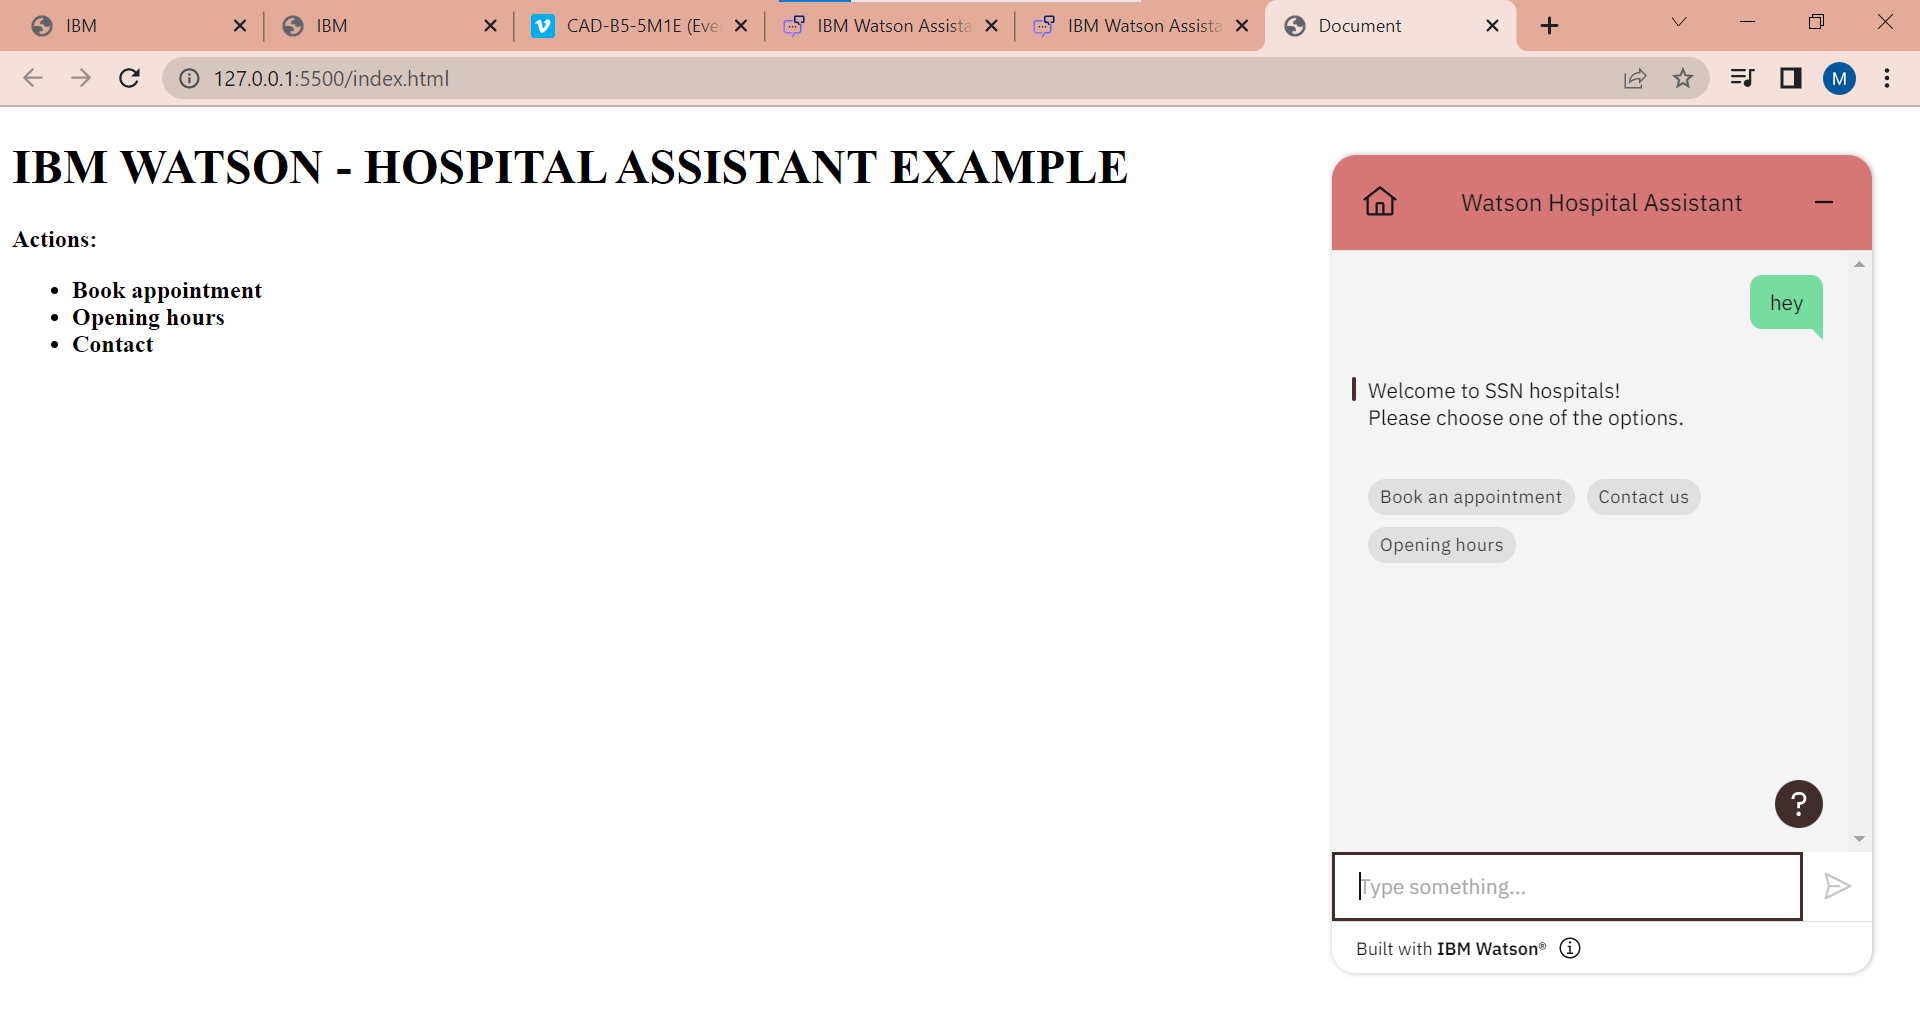 IBM
IBM
CAD-B5-5M1E (Eve
IBM Watson Assista
IBM Watson Assista
Document
127.0.0.1:5500/index.html
M
IBM WATSON - HOSPITAL ASSISTANT EXAMPLE
Actions:
• Book appointment
• Opening hours
• Contact
Watson Hospital Assistant
hey
Welcome to SSN hospitals!
Please choose one of the options.
Book an appointment
Contact us
Opening hours
?
Type something...
Built with IBM Watson®